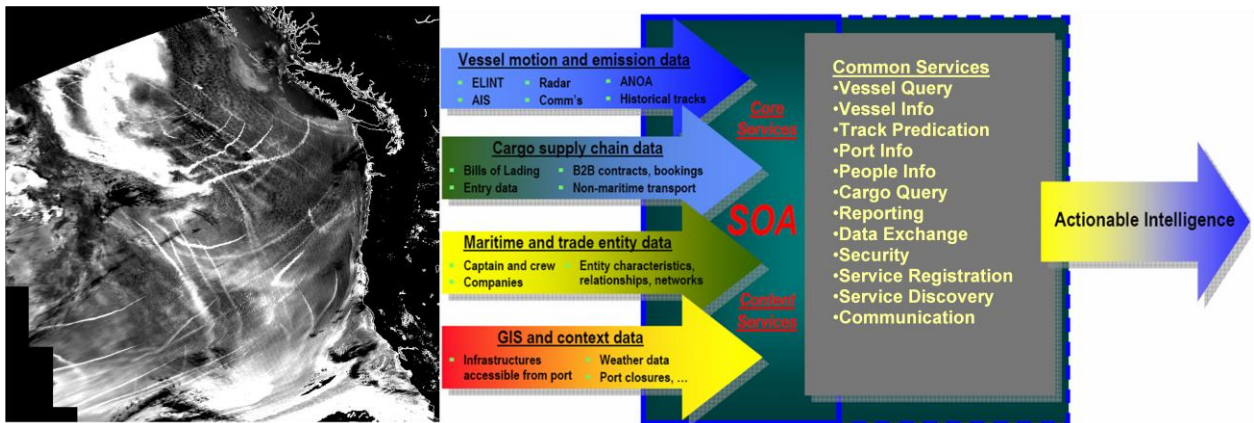 Vessel motion and emission data
▪ ELINT ▪ Radar ▪ ANOA
▪ AIS ▪ Comm's ▪ Historical tracks
Cargo supply chain data
▪ Bills of Lading ▪ B2B contracts, bookings
▪ Entry data ▪ Non-maritime transport
Maritime and trade entity data
▪ Captain and crew ▪ Entity characteristics,
▪ Companies relationships, networks
GIS and context data
▪ Infrastructures ▪ Weather data
accessible from port ▪ Port closures, ...
Core
Services
SOA
Content
Services
Common Services
•Vessel Query
•Vessel Info
•Track Predication
•Port Info
•People Info
•Cargo Query
•Reporting
•Data Exchange
•Security
•Service Registration
•Service Discovery
•Communication
Actionable Intelligence